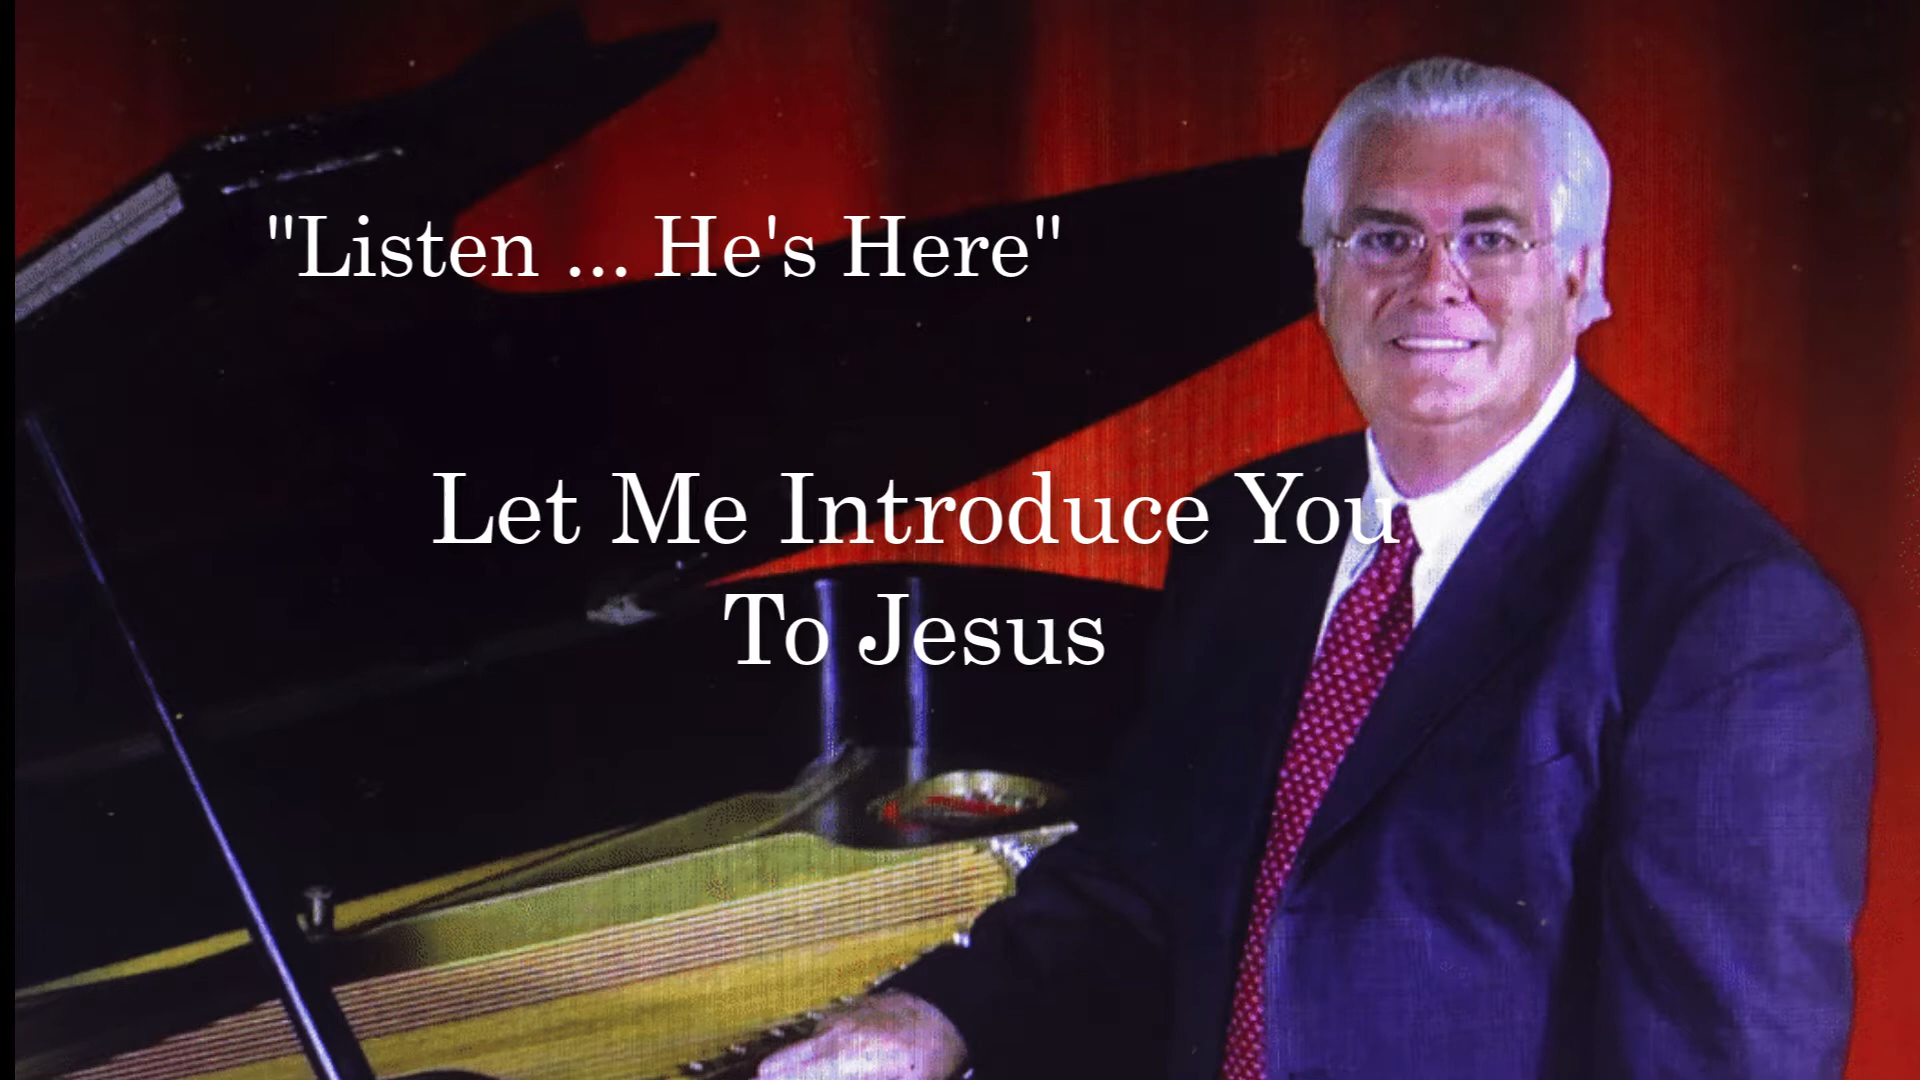 "Listen ... He's Here"
Let Me Introduce You
To Jesus